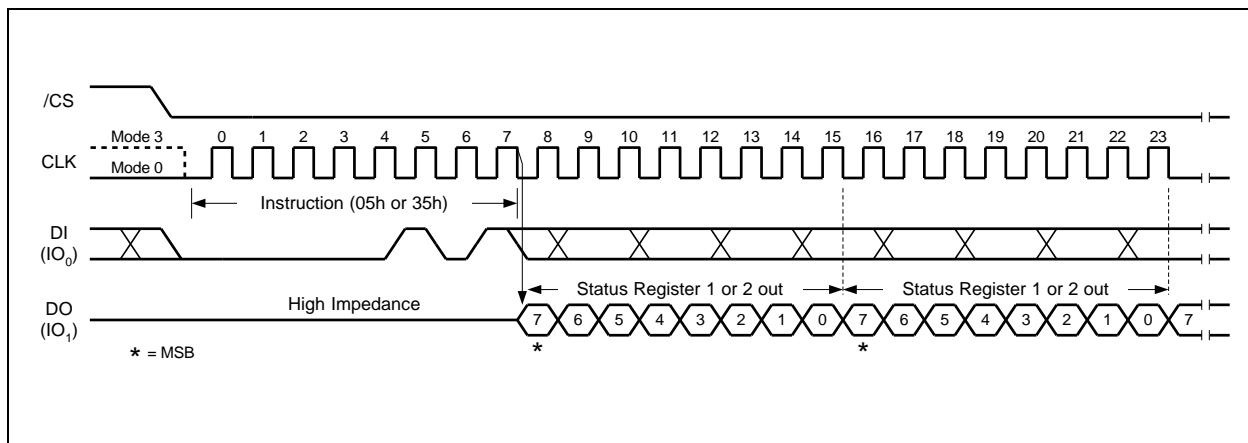 /CS
Mode 3 0 1 2 3 4 5 6 7 8 9 10 11 12 13 14 15 16 17 18 19 20 21 22 23
CLK
Mode 0
Instruction (05h or 35h)
DI
(IO0)
Status Register 1 or 2 out Status Register 1 or 2 out
High Impedance
DO
(IO1)
7 6 5 4 3 2 1 0 7 6 5 4 3 2 1 0 7
* *
* = MSB